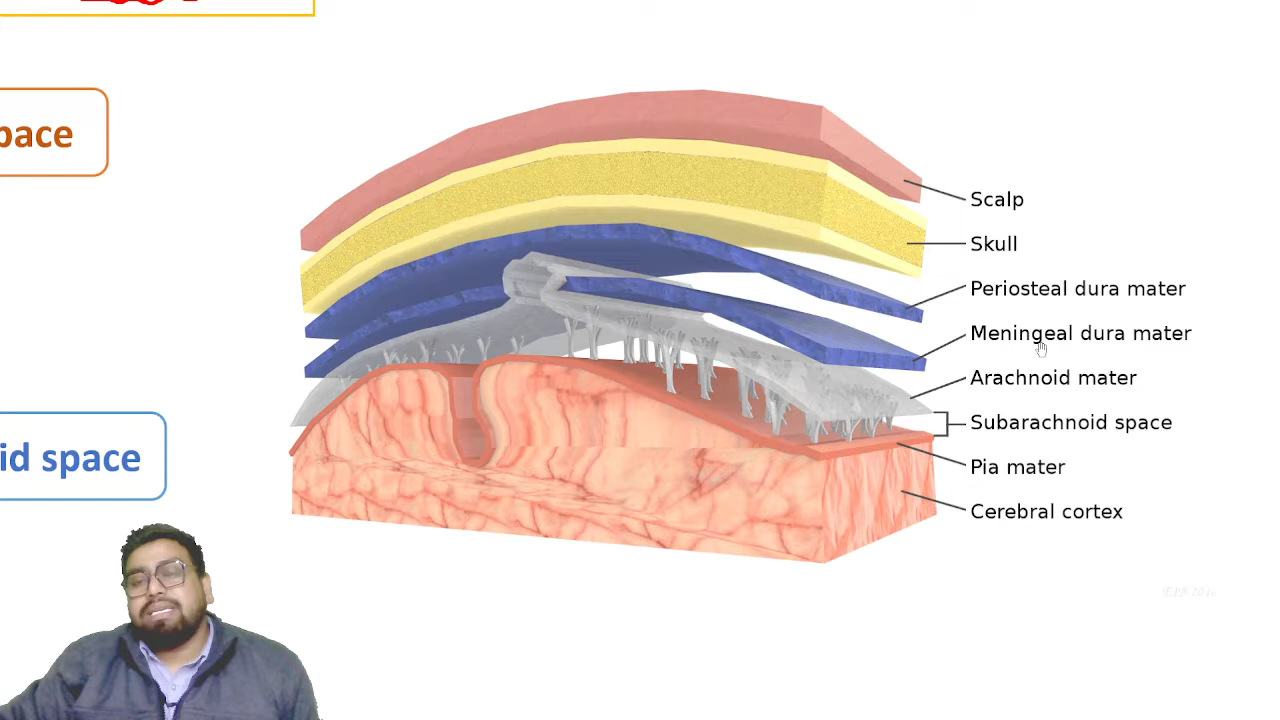 pace
Scalp
Skull
Periosteal dura mater
Meningeal dura mater
Arachnoid mater
Subarachnoid space
id space
Pia mater
Cerebral cortex